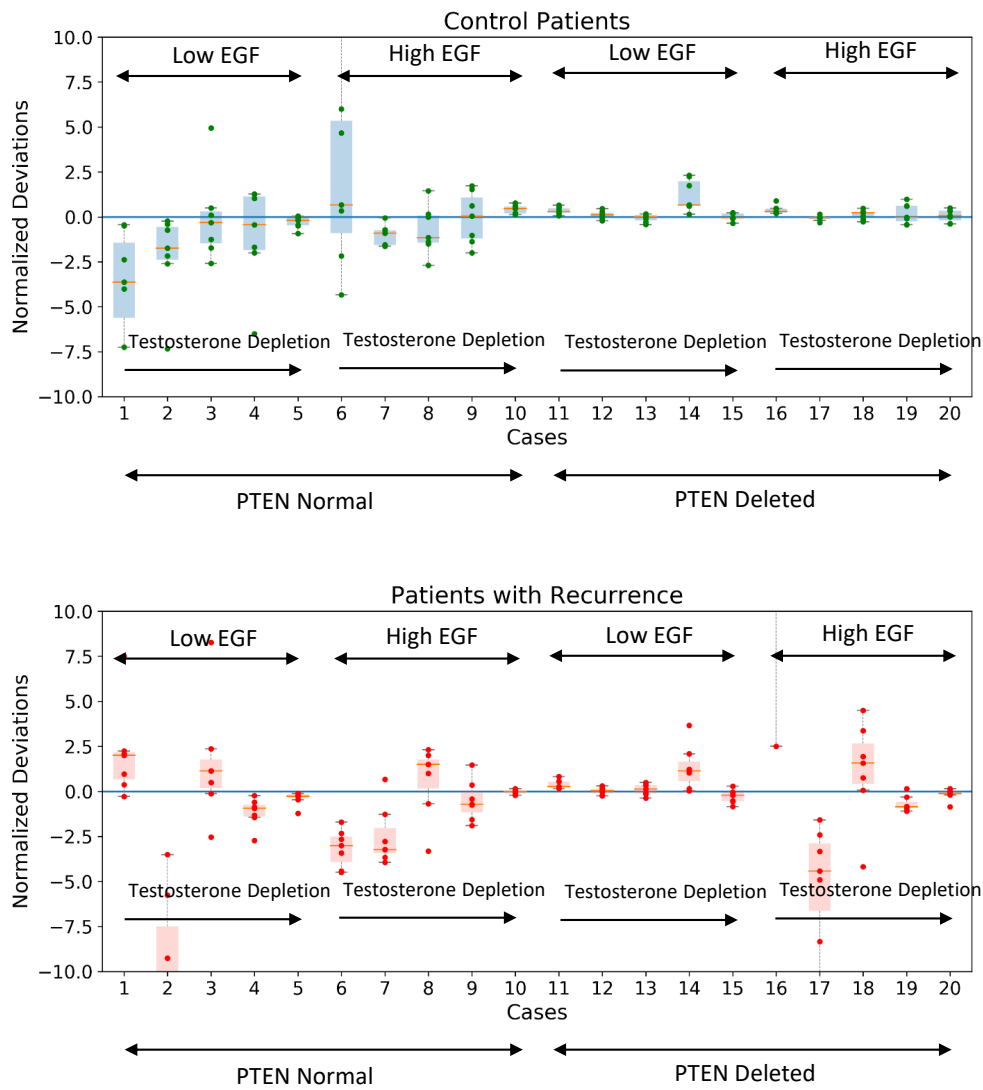 Control Patients
Normalized Deviations
10.0
7.5
5.0
2.5
0.0
−2.5
−5.0
−7.5
−10.0
Low EGF High EGF Low EGF High EGF
Testosterone Depletion Testosterone Depletion Testosterone Depletion Testosterone Depletion
1 2 3 4 5 6 7 8 9 10 11 12 13 14 15 16 17 18 19 20
Cases
PTEN Normal PTEN Deleted
Patients with Recurrence
Normalized Deviations
10.0
7.5
5.0
2.5
0.0
−2.5
−5.0
−7.5
−10.0
Low EGF High EGF Low EGF High EGF
Testosterone Depletion Testosterone Depletion Testosterone Depletion Testosterone Depletion
1 2 3 4 5 6 7 8 9 10 11 12 13 14 15 16 17 18 19 20
Cases
PTEN Normal PTEN Deleted